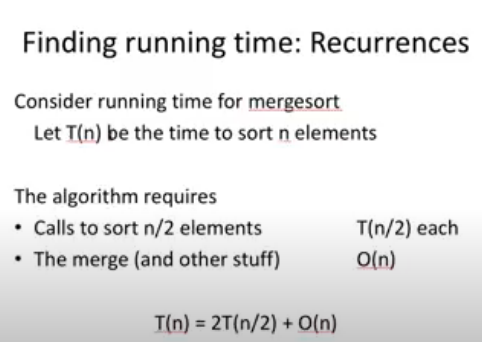 Finding running time: Recurrences
Consider running time for mergesort
Let T(n) be the time to sort n elements
The algorithm requires
• Calls to sort n/2 elements T(n/2) each
• The merge (and other stuff) O(n)
T(n) = 2T(n/2) + O(n)